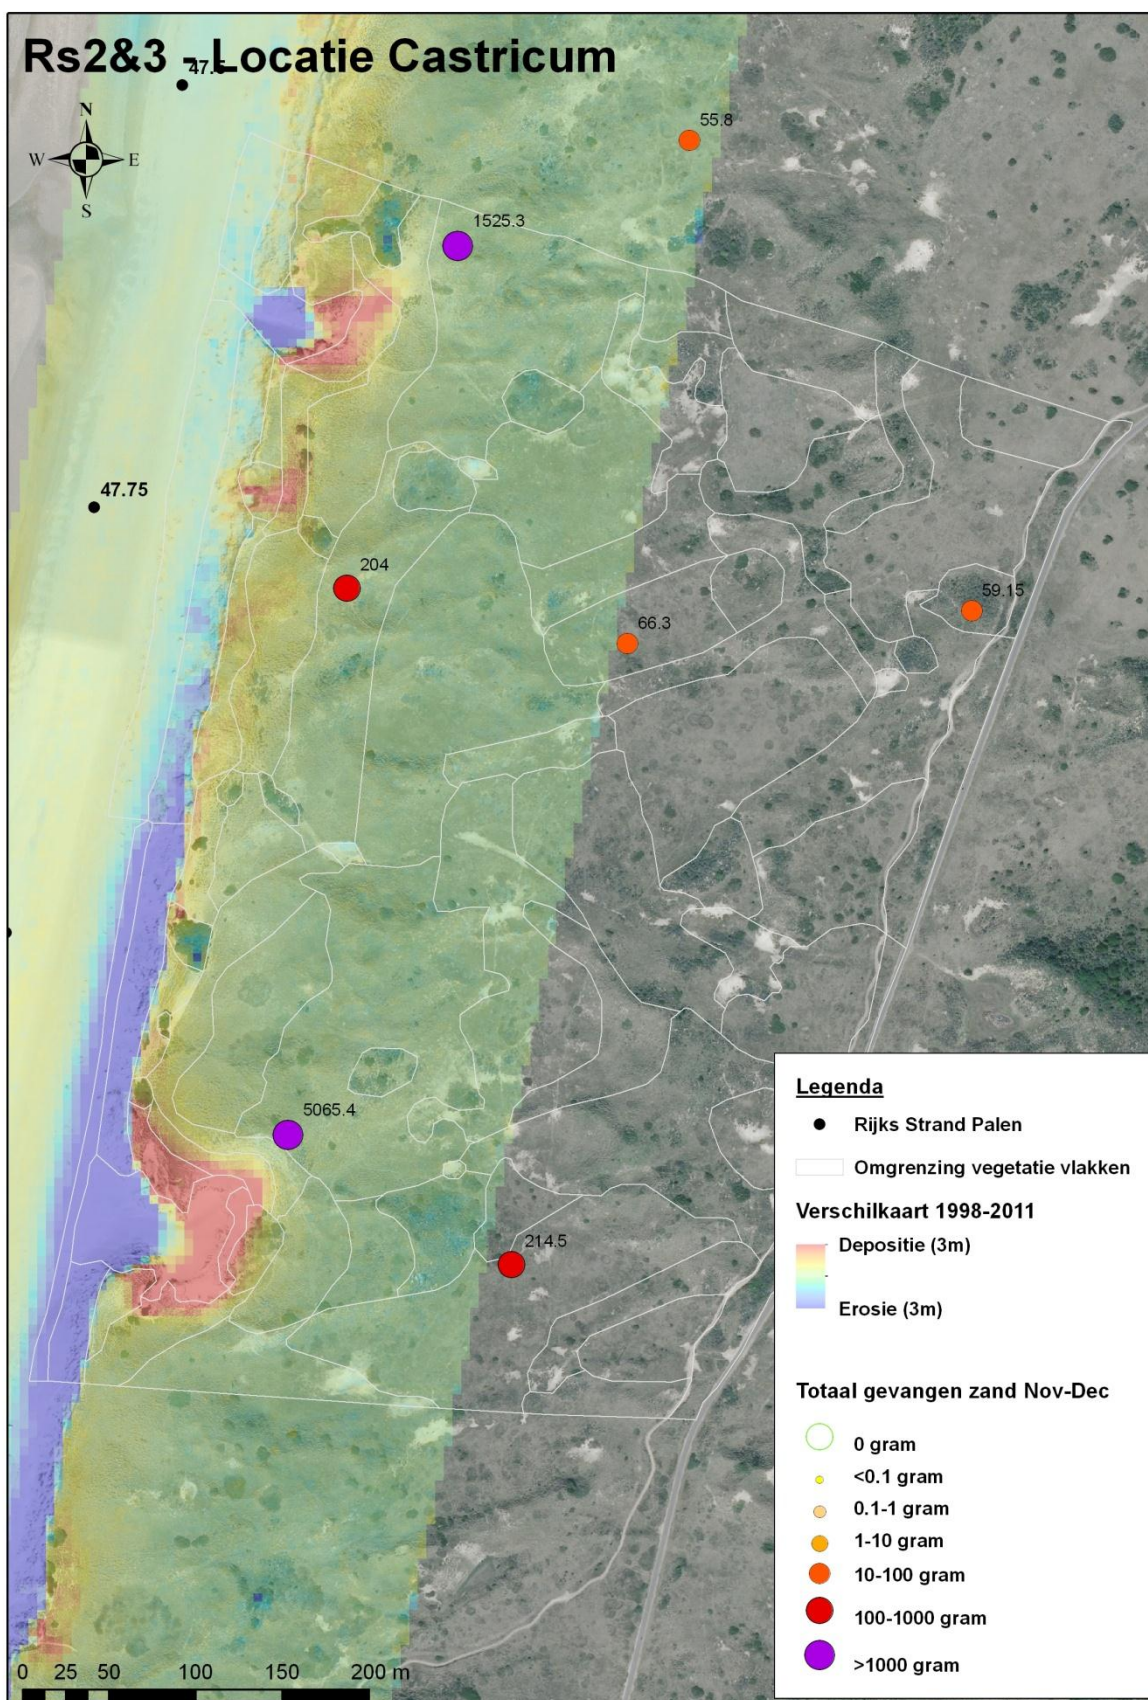 Rs2&3 - Locatie Castricum
47.5
N
W E
S
55.8
1525.3
47.75
204
66.3
59.15
5065.4
214.5
Legenda
Rijks Strand Palen
Omgrenzing vegetatie vlakken
Verschilkaart 1998-2011
Depositie (3m)
Erosie (3m)
Totaal gevangen zand Nov-Dec
0 gram
<0.1 gram
0.1-1 gram
1-10 gram
10-100 gram
100-1000 gram
>1000 gram
0 25 50 100 150 200 m